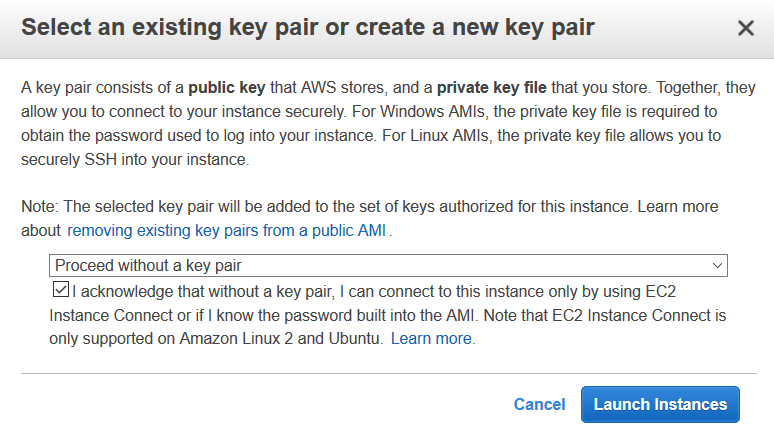 Select an existing key pair or create a new key pair
A key pair consists of a public key that AWS stores, and a private key file that you store. Together, they
allow you to connect to your instance securely. For Windows AMIs, the private key file is required to
obtain the password used to log into your instance. For Linux AMIs, the private key file allows you to
securely SSH into your instance.
Note: The selected key pair will be added to the set of keys authorized for this instance. Learn more
about removing existing key pairs from a public AMI .
Proceed without a key pair
I acknowledge that without a key pair, I can connect to this instance only by using EC2
Instance Connect or if I know the password built into the AMI. Note that EC2 Instance Connect is
only supported on Amazon Linux 2 and Ubuntu. Learn more.
Cancel Launch Instances